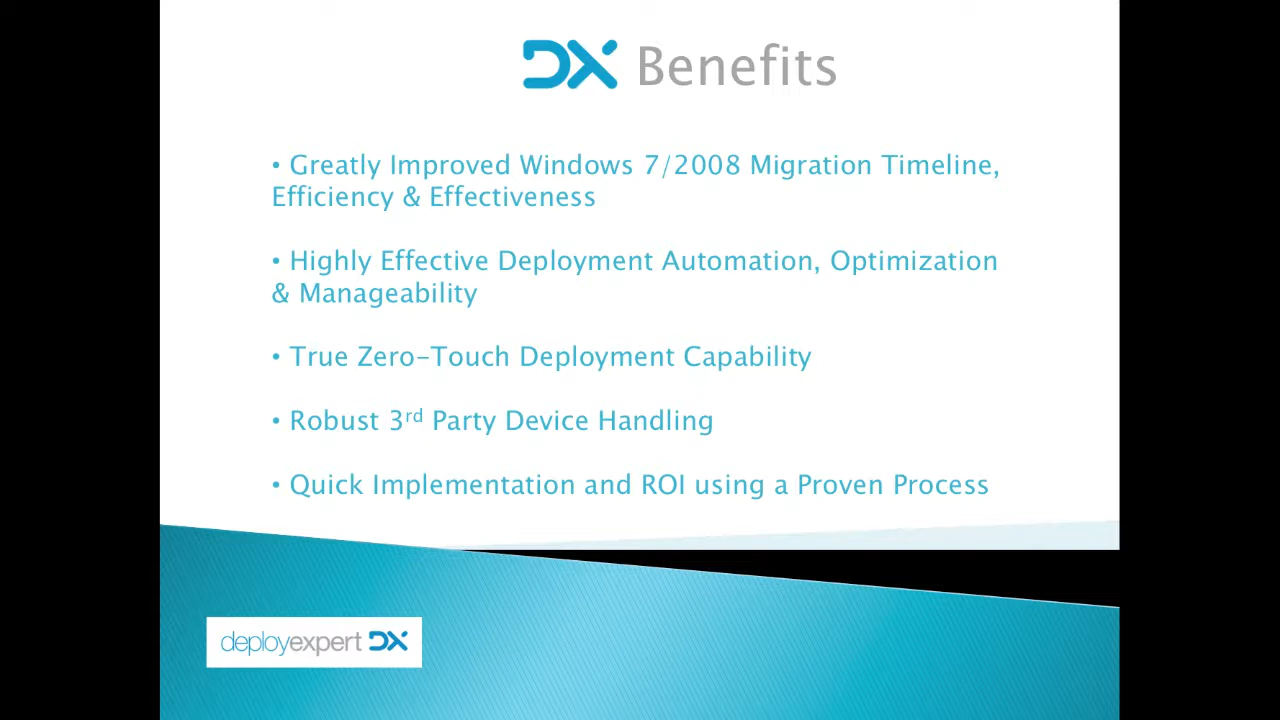 DX Benefits
• Greatly Improved Windows 7/2008 Migration Timeline,
Efficiency & Effectiveness
• Highly Effective Deployment Automation, Optimization
& Manageability
• True Zero-Touch Deployment Capability
• Robust 3rd Party Device Handling
• Quick Implementation and ROI using a Proven Process
deployexpert DX